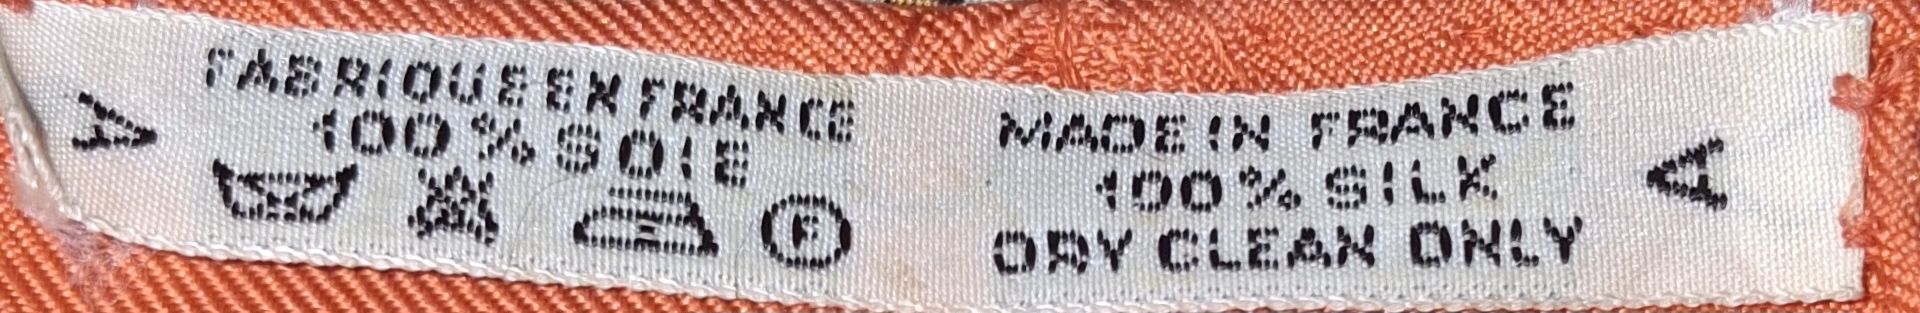 A
FABRIQUE EN FRANCE
100% SOIE
F
MADE IN FRANCE
100% SILK
DRY CLEAN ONLY
A